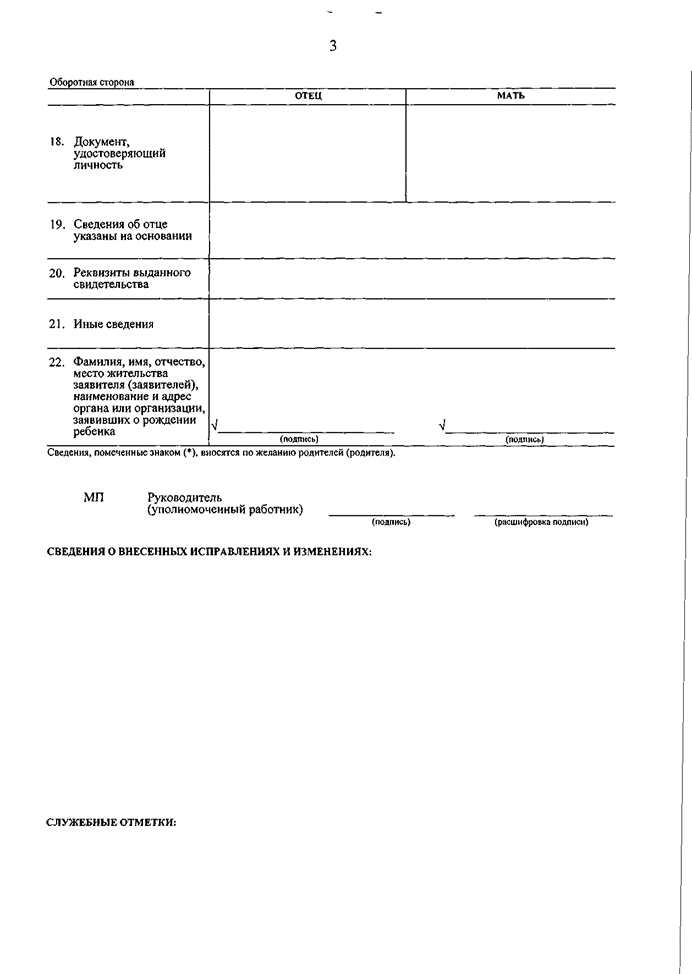 3
Оборотная сторона
ОТЕЦ МАТЬ
18. Документ,
удостоверяющий
личность
19. Сведения об отце
указаны на основании
20. Реквизиты выданного
свидетельства
21. Иные сведения
22. Фамилия, имя, отчество,
место жительства
заявителя (заявителей),
наименование и адрес
органа или организации,
заявивших о рождении
ребенка
√ √
(подпись) (подпись)
Сведения, помеченные знаком (*), вносятся по желанию родителей (родителя).
МП Руководитель
(уполномоченный работник)
(подпись) (расшифровка подписи)
СВЕДЕНИЯ О ВНЕСЕННЫХ ИСПРАВЛЕНИЯХ И ИЗМЕНЕНИЯХ:
СЛУЖЕБНЫЕ ОТМЕТКИ: